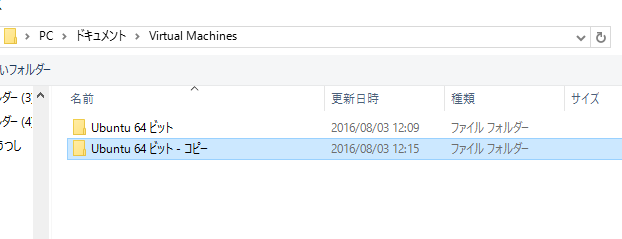 PC > ドキュメント > Virtual Machines
いフォルダー
名前 更新日時 種類 サイズ
ダー (3)
Ubuntu 64 ビット 2016/08/03 12:09 ファイル フォルダー
ダー (4)
Ubuntu 64 ビット - コピー 2016/08/03 12:15 ファイル フォルダー
うつし